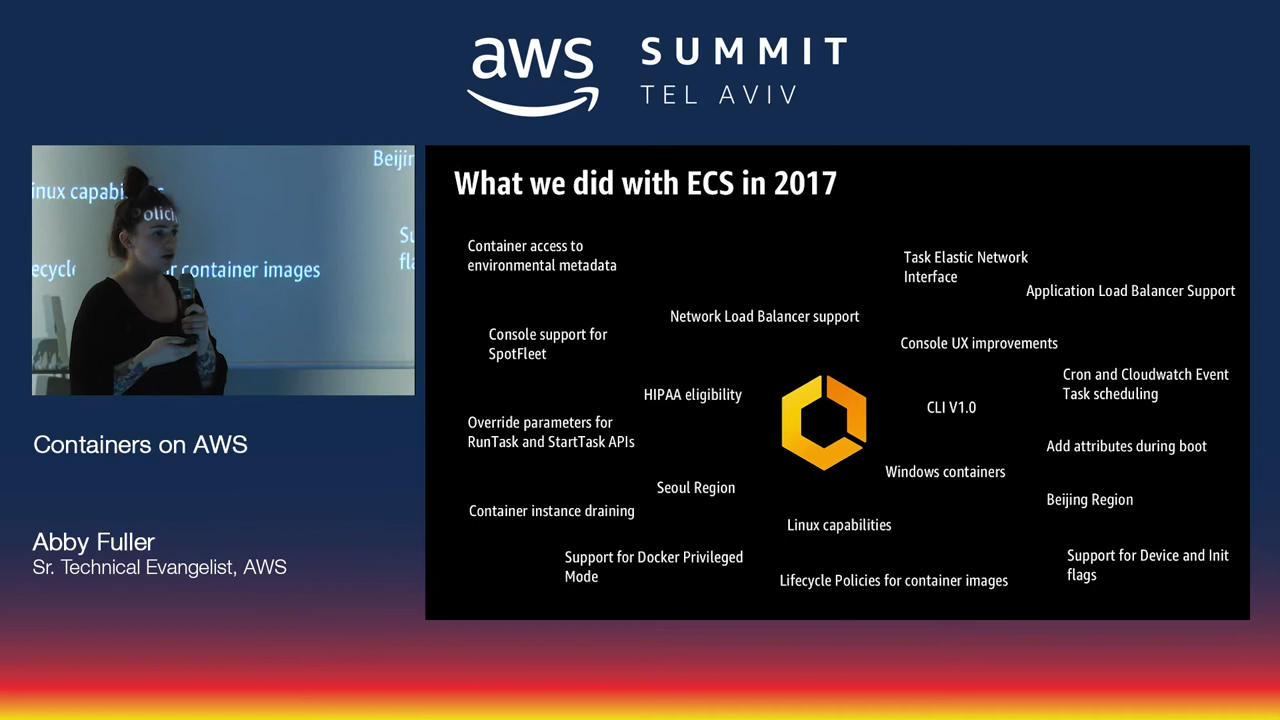 aws
SUMMIT
TEL AVIV
Beijin
inux capabi
s
Polici
Su
fla
ecycle
r container images
What we did with ECS in 2017
Container access to
environmental metadata
Task Elastic Network
Interface
Application Load Balancer Support
Network Load Balancer support
Console support for
SpotFleet
Console UX improvements
Cron and Cloudwatch Event
Task scheduling
HIPAA eligibility
CLI V1.0
Override parameters for
RunTask and StartTask APIs
Add attributes during boot
Windows containers
Seoul Region
Beijing Region
Container instance draining
Linux capabilities
Support for Docker Privileged
Mode
Support for Device and Init
flags
Lifecycle Policies for container images
Containers on AWS
Abby Fuller
Sr. Technical Evangelist, AWS